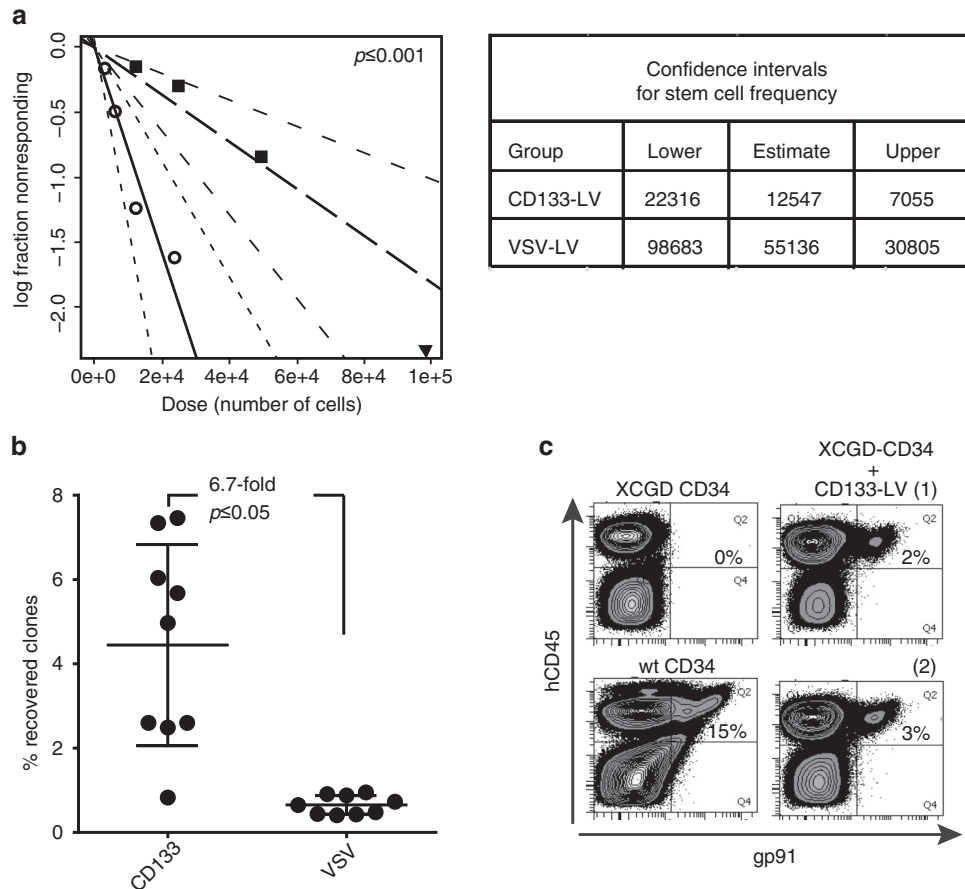 a
p≤0.001
log fraction nonresponding
0.0
−0.5
−1.0
−1.5
−2.0
0e+0 2e+4 4e+4 6e+4 8e+4 1e+5
Dose (number of cells)
Confidence intervals
for stem cell frequency
Group Lower Estimate Upper
CD133-LV 22316 12547 7055
VSV-LV 98683 55136 30805
b
6.7-fold
p≤0.05
% recovered clones
8
6
4
2
0
CD133
VSV
c
XCGD CD34
XCGD-CD34
+
CD133-LV (1)
Q2
0%
Q4
Q2
2%
Q4
wt CD34
(2)
Q2
15%
Q4
Q2
3%
Q4
hCD45
gp91